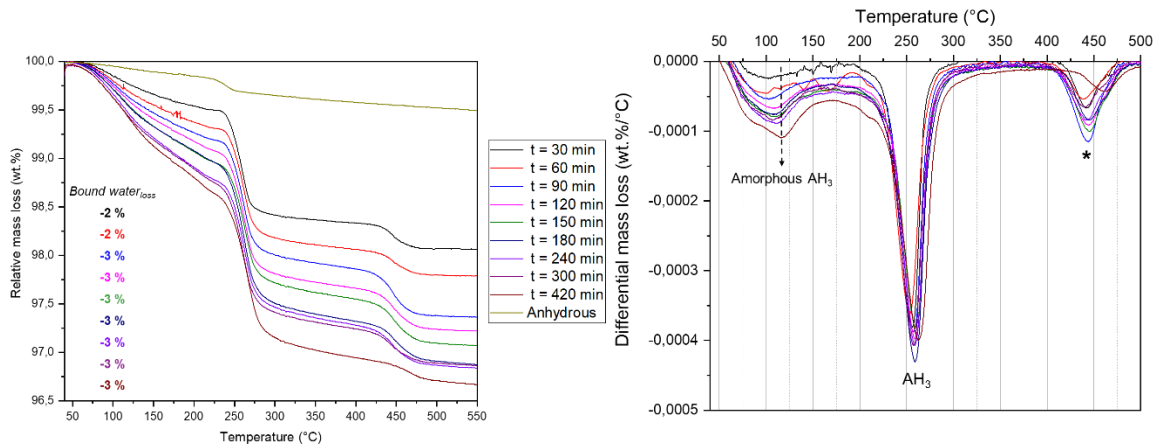 100,0
99,5
99,0
98,5
98,0
97,5
97,0
96,5
Relative mass loss (wt.%)
Bound water loss
-2 %
-2 %
-3 %
-3 %
-3 %
-3 %
-3 %
-3 %
-3 %
50 100 150 200 250 300 350 400 450 500 550
Temperature (°C)
t = 30 min
t = 60 min
t = 90 min
t = 120 min
t = 150 min
t = 180 min
t = 240 min
t = 300 min
t = 420 min
Anhydrous
Temperature (°C)
50 100 150 200 250 300 350 400 450 500
0,0000
-0,0001
-0,0002
-0,0003
-0,0004
-0,0005
Differential mass loss (wt.%/°C)
Amorphous AH3
AH3
*